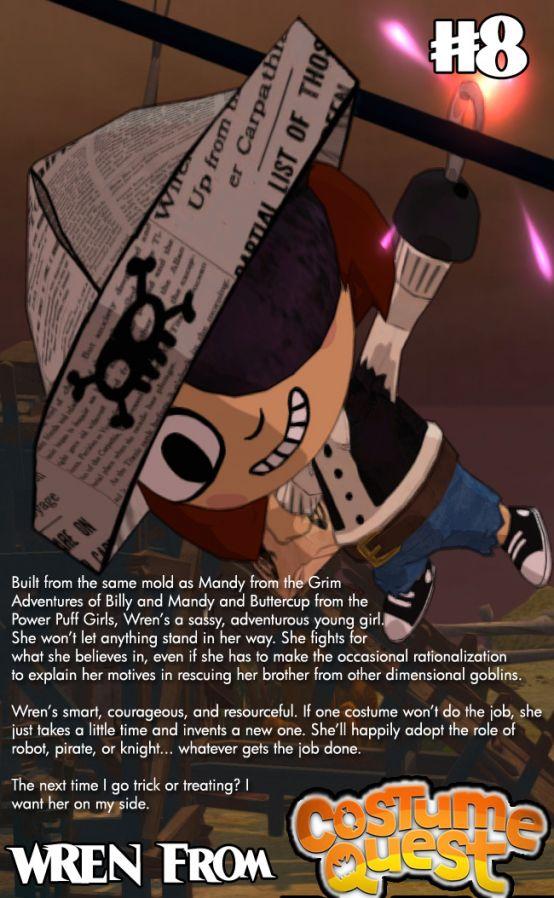 #8
Up from
er Carpath
PARTIAL LIST OF THOS
Built from the same mold as Mandy from the Grim
Adventures of Billy and Mandy and Buttercup from the
Power Puff Girls, Wren's a sassy, adventurous young girl.
She won't let anything stand in her way. She fights for
what she believes in, even if she has to make the occasional rationalization
to explain her motives in rescuing her brother from other dimensional goblins.
Wren's smart, courageous, and resourceful. If one costume won't do the job, she
just takes a little time and invents a new one. She'll happily adopt the role of
robot, pirate, or knight... whatever gets the job done.
The next time I go trick or treating? I
want her on my side.
WREN FROM
COSTUME
QUEST